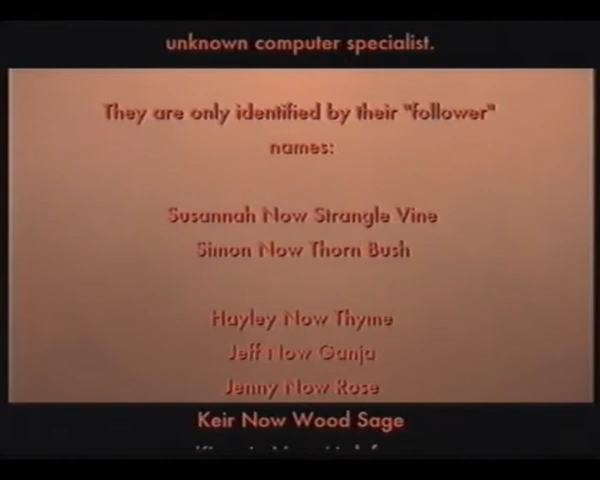 unknown computer specialist.
They are only identified by their "follower"
names:
Susannah Now Strangle Vine
Simon Now Thorn Bush
Hayley Now Thyme
Jeff Now Ganja
Jenny Now Rose
Keir Now Wood Sage